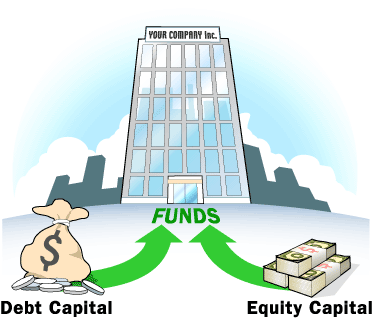 YOUR COMPANY Inc.
FUNDS
$
Debt Capital
Equity Capital